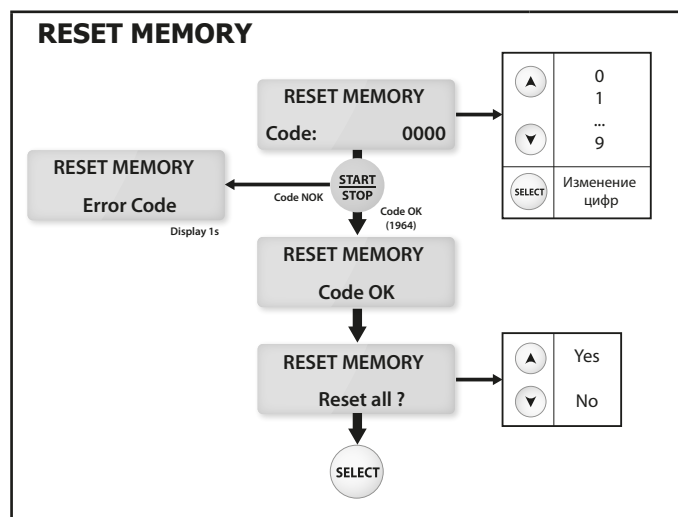 RESET MEMORY
RESET MEMORY
Code: 0000
0
1
...
9
SELECT
Изменение
цифр
START
STOP
Code NOK
RESET MEMORY
Error Code
Display 1s
Code OK
(1964)
RESET MEMORY
Code OK
RESET MEMORY
Reset all ?
Yes
No
SELECT